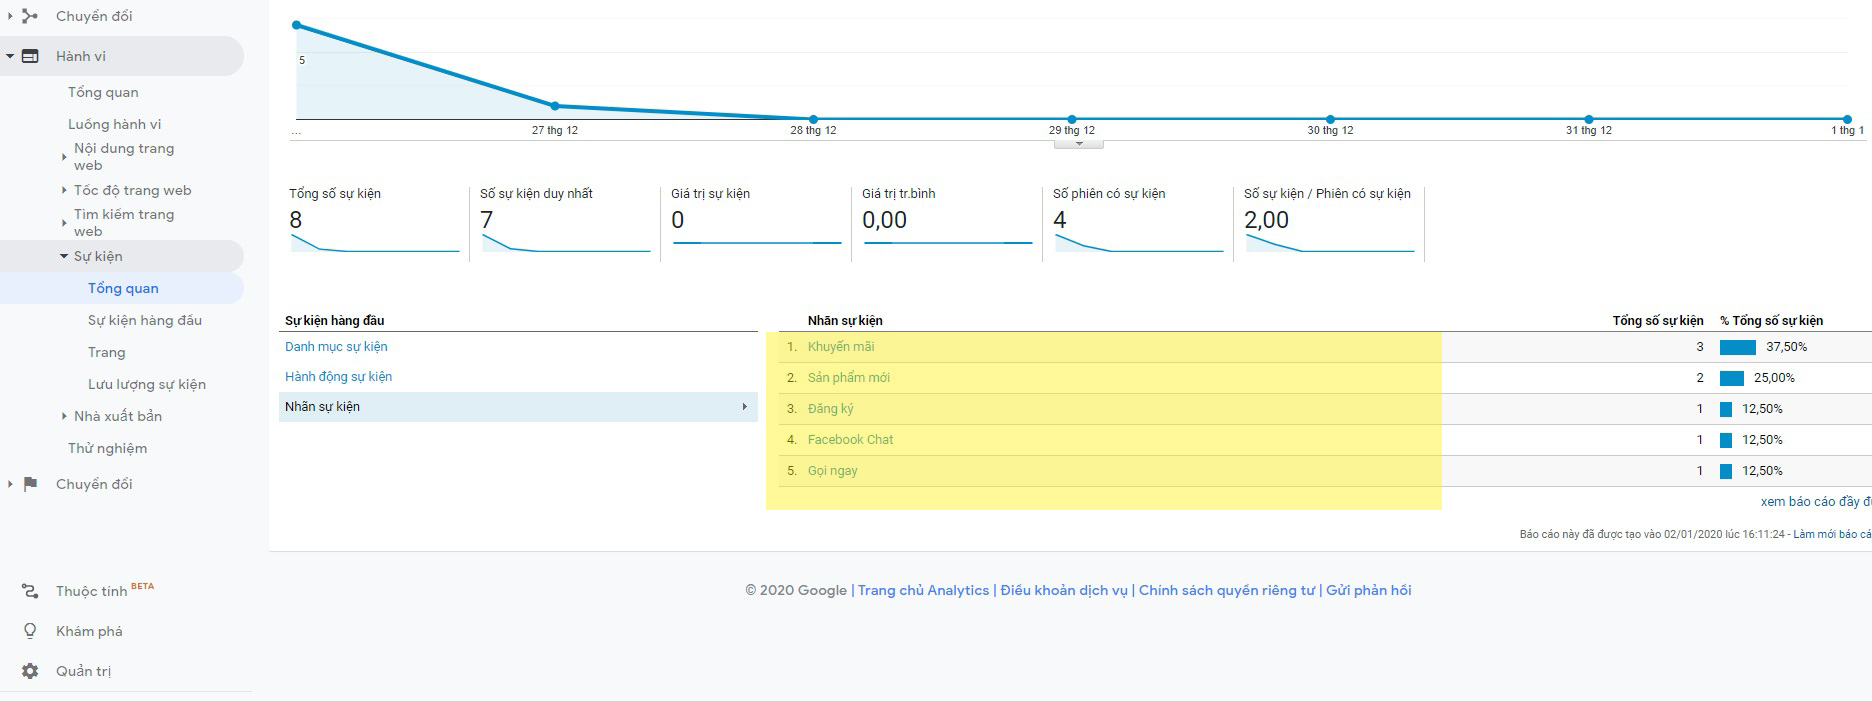 Chuyển đổi
Hành vi
Tổng quan
Luồng hành vi
Nội dung trang
web
Tốc độ trang web
Tìm kiếm trang
web
Sự kiện
Tổng quan
Sự kiện hàng đầu
Trang
Lưu lượng sự kiện
Nhà xuất bản
Thử nghiệm
Chuyển đổi
Thuộc tính BETA
Khám phá
Quản trị
5
... 27 thg 12 28 thg 12 29 thg 12 30 thg 12 31 thg 12 1 thg 1
Tổng số sự kiện Số sự kiện duy nhất Giá trị sự kiện Giá trị tr.bình Số phiên có sự kiện Số sự kiện / Phiên có sự kiện
8 7 0 0,00 4 2,00
Sự kiện hàng đầu
Danh mục sự kiện
Hành động sự kiện
Nhãn sự kiện
Nhãn sự kiện Tổng số sự kiện % Tổng số sự kiện
1. Khuyến mãi 3 37,50%
2. Sản phẩm mới 2 25,00%
3. Đăng ký 1 12,50%
4. Facebook Chat 1 12,50%
5. Gọi ngay 1 12,50%
xem báo cáo đầy
Báo cáo này đã được tạo vào 02/01/2020 lúc 16:11:24 - Làm mới báo
© 2020 Google | Trang chủ Analytics | Điều khoản dịch vụ | Chính sách quyền riêng tư | Gửi phản hồi